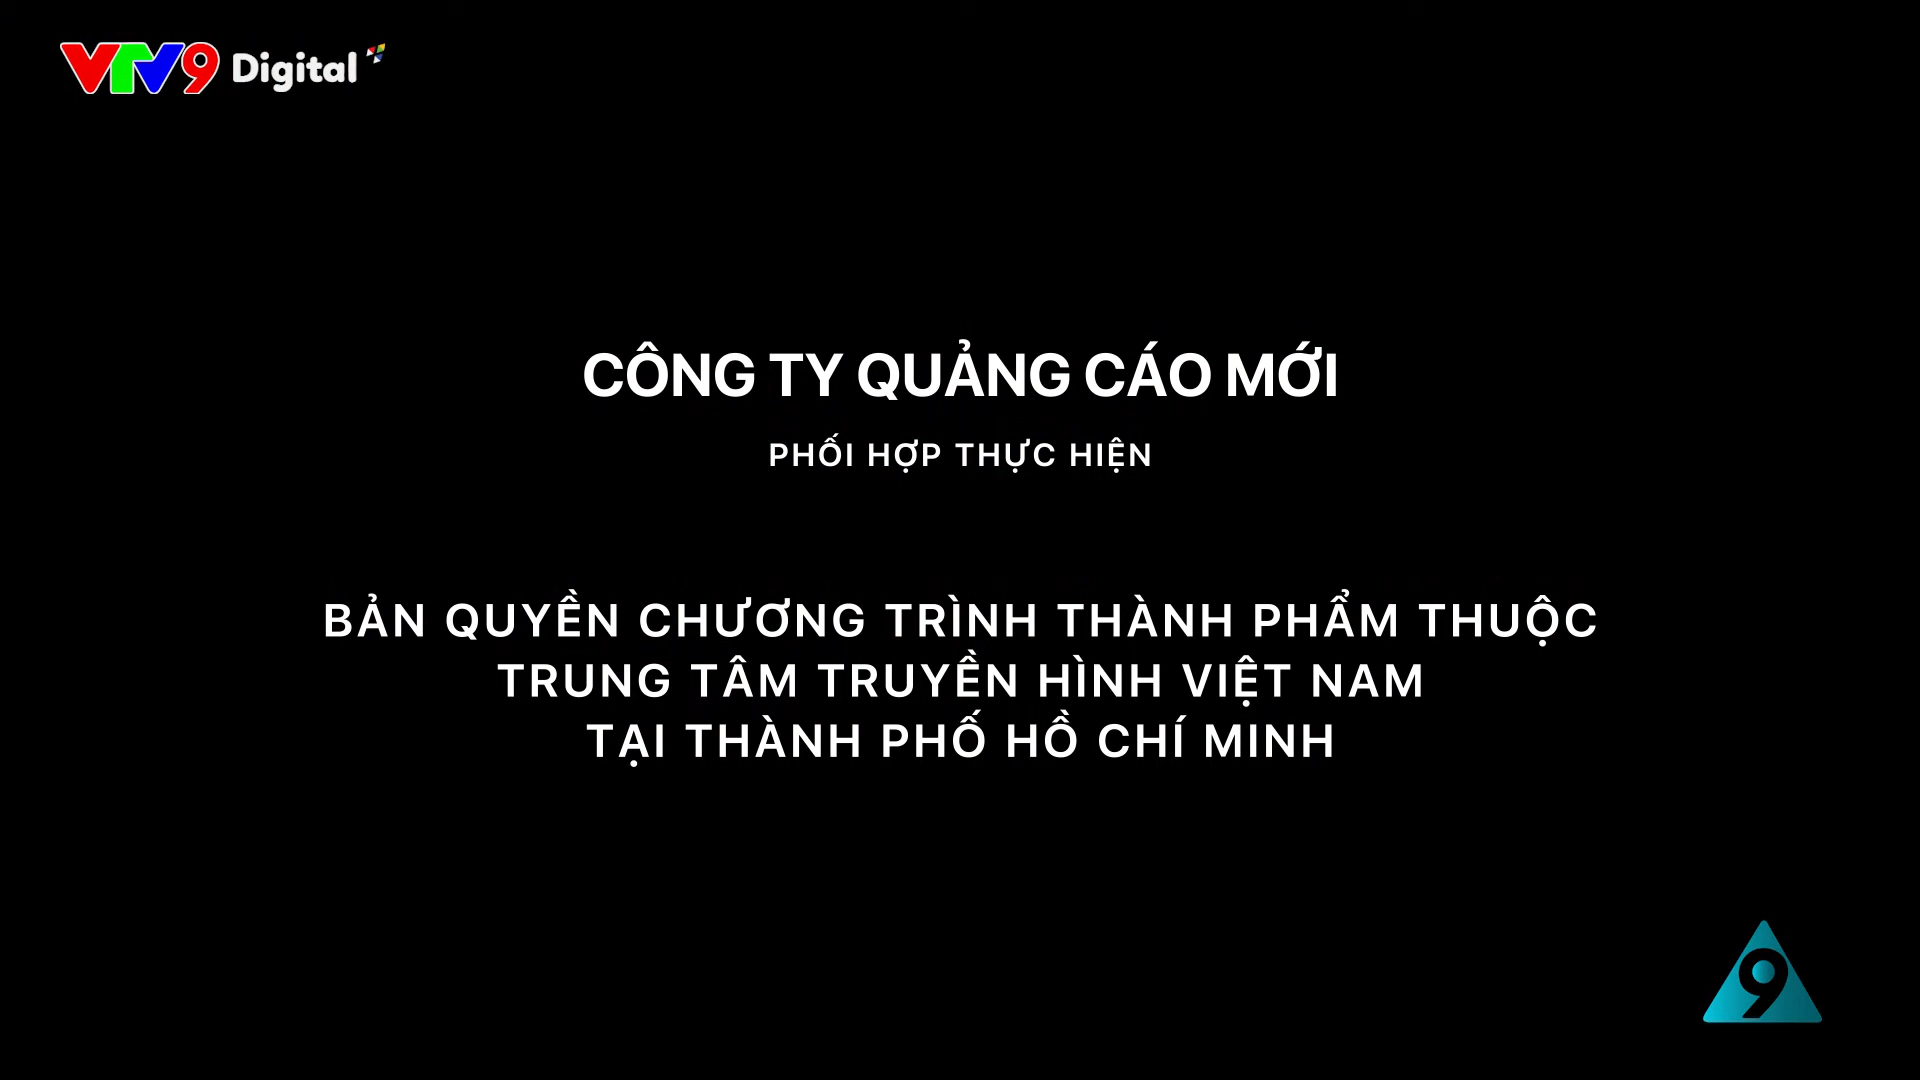 VTV9 Digital
CÔNG TY QUẢNG CÁO MỚI
PHỐI HỢP THỰC HIỆN
BẢN QUYỀN CHƯƠNG TRÌNH THÀNH PHẨM THUỘC
TRUNG TÂM TRUYỀN HÌNH VIỆT NAM
TẠI THÀNH PHỐ HỒ CHÍ MINH
9